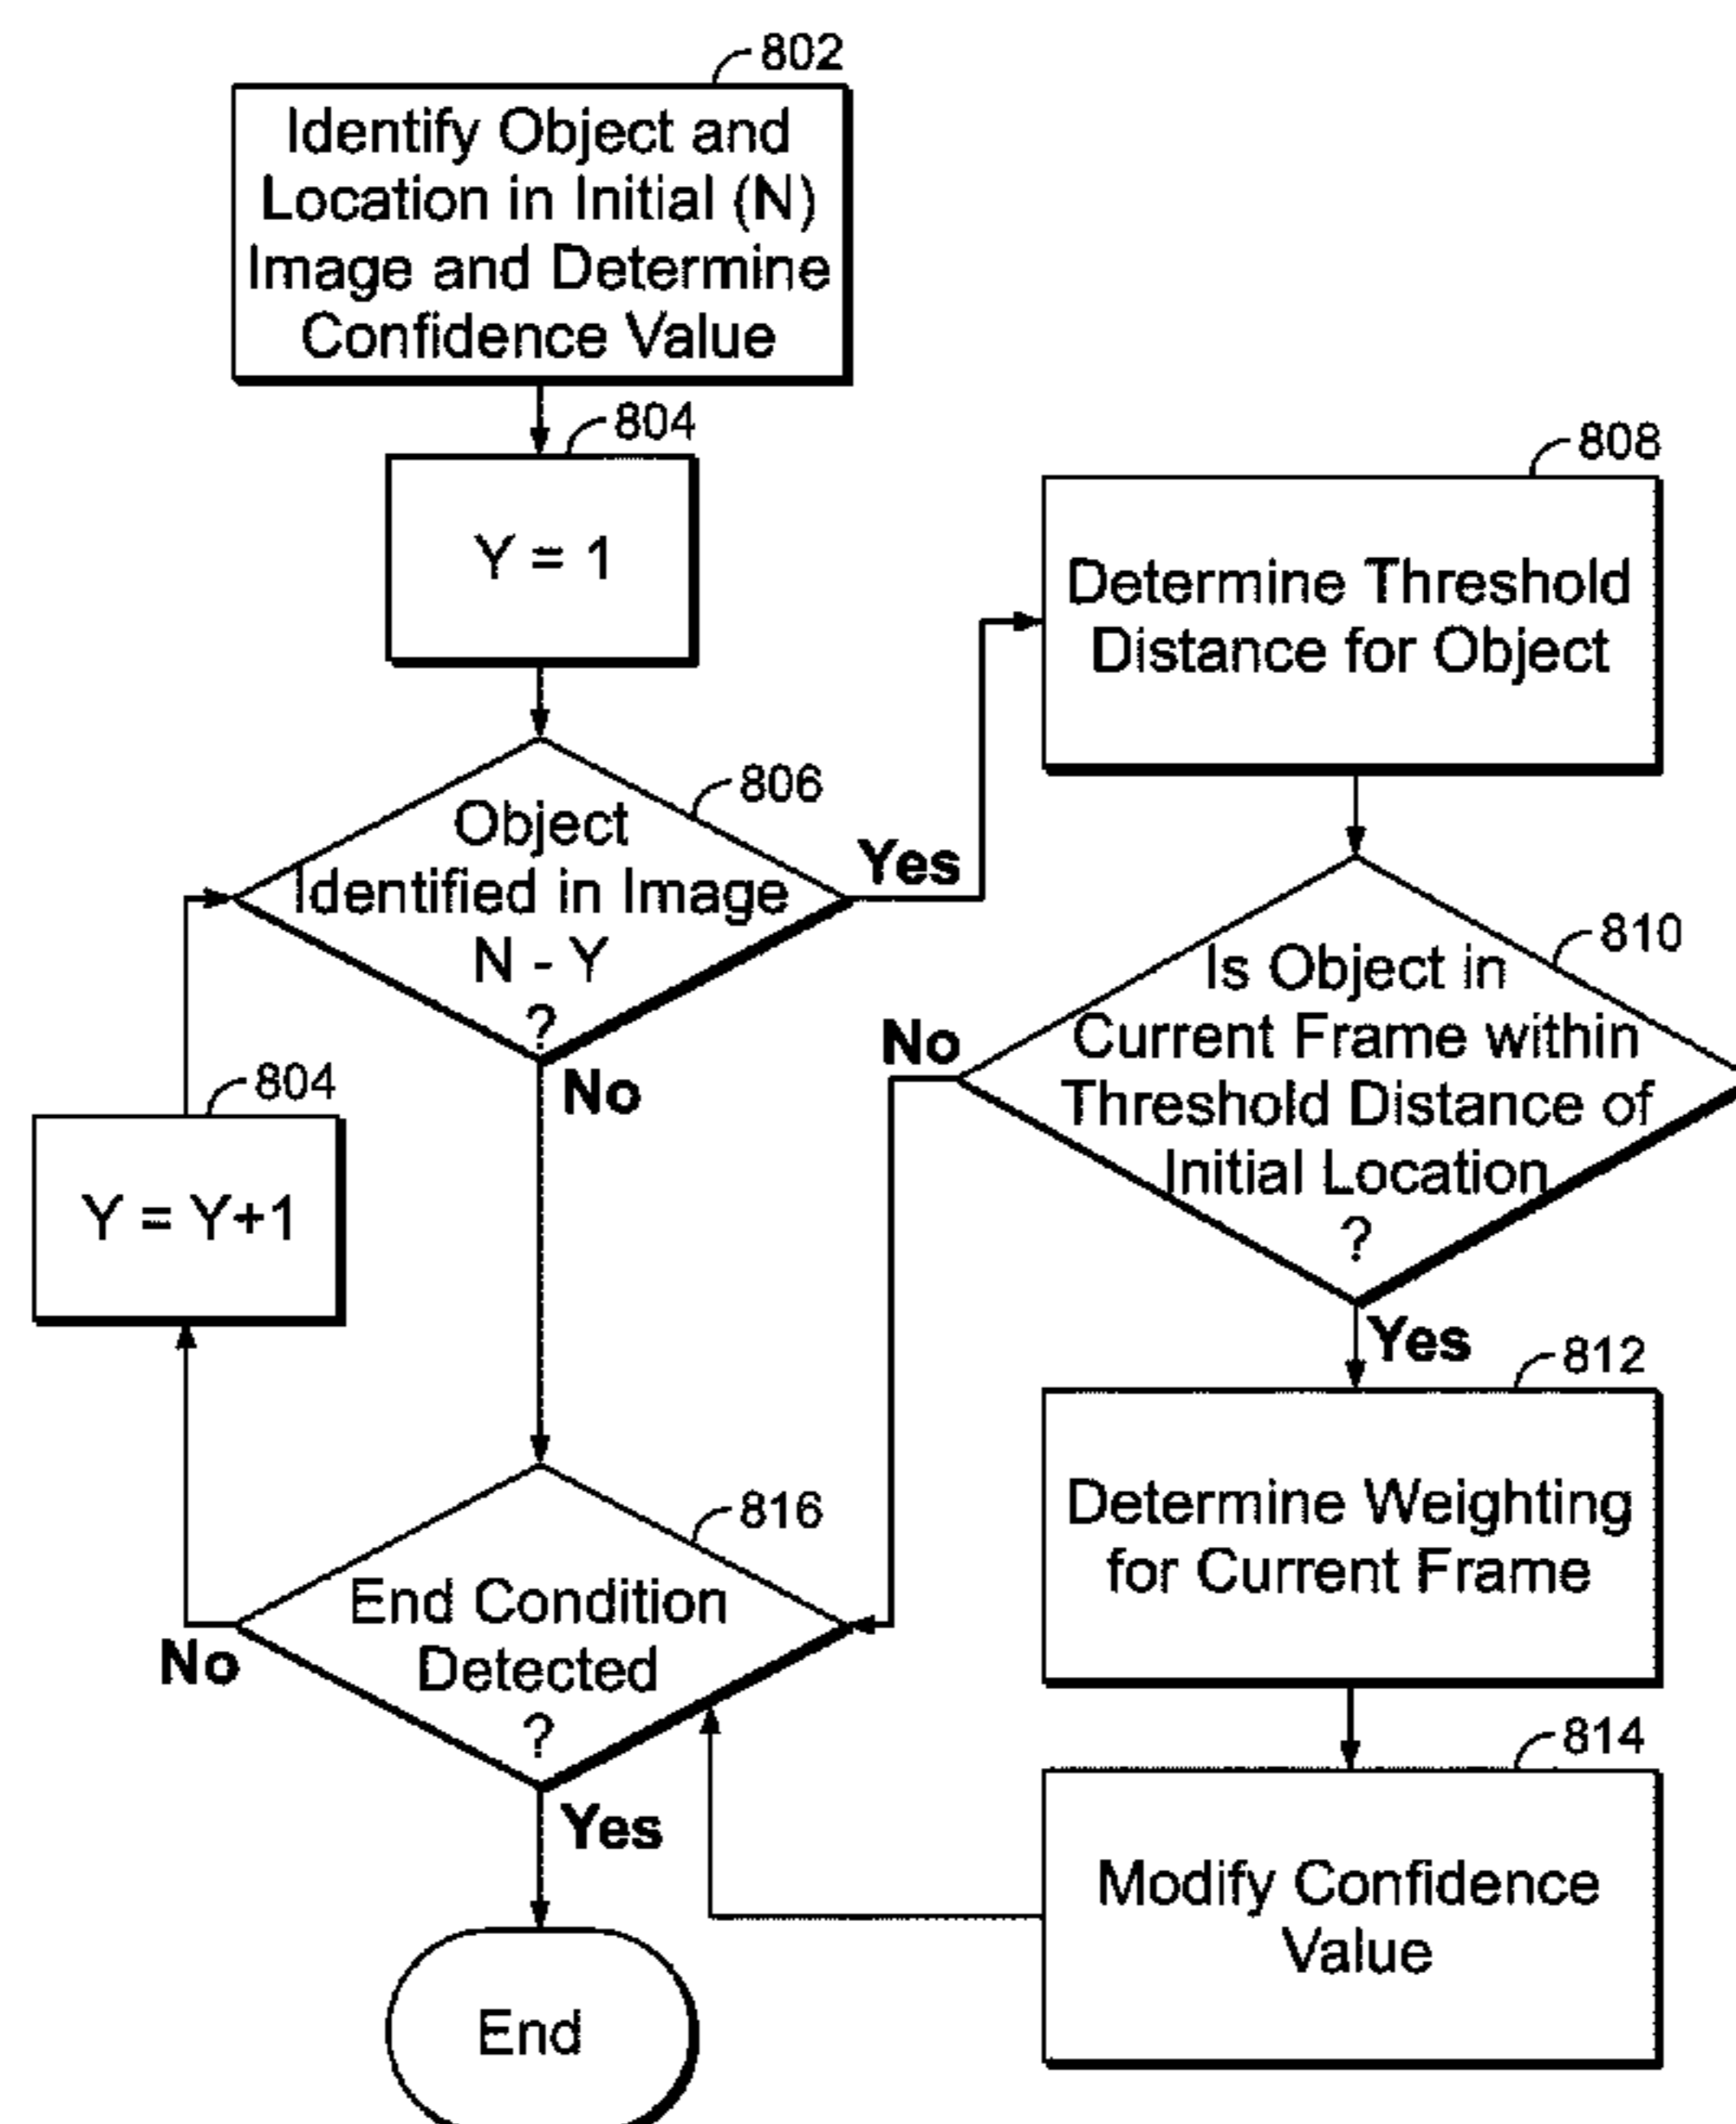 802
Identify Object and
Location in Initial (N)
Image and Determine
Confidence Value
804
Y = 1
806
Object
Identified in Image
N - Y
?
Yes
No
808
Determine Threshold
Distance for Object
810
Is Object in
Current Frame within
Threshold Distance of
Initial Location
?
No
Yes
804
Y = Y+1
812
Determine Weighting
for Current Frame
814
Modify Confidence
Value
816
End Condition
Detected
?
No
Yes
End